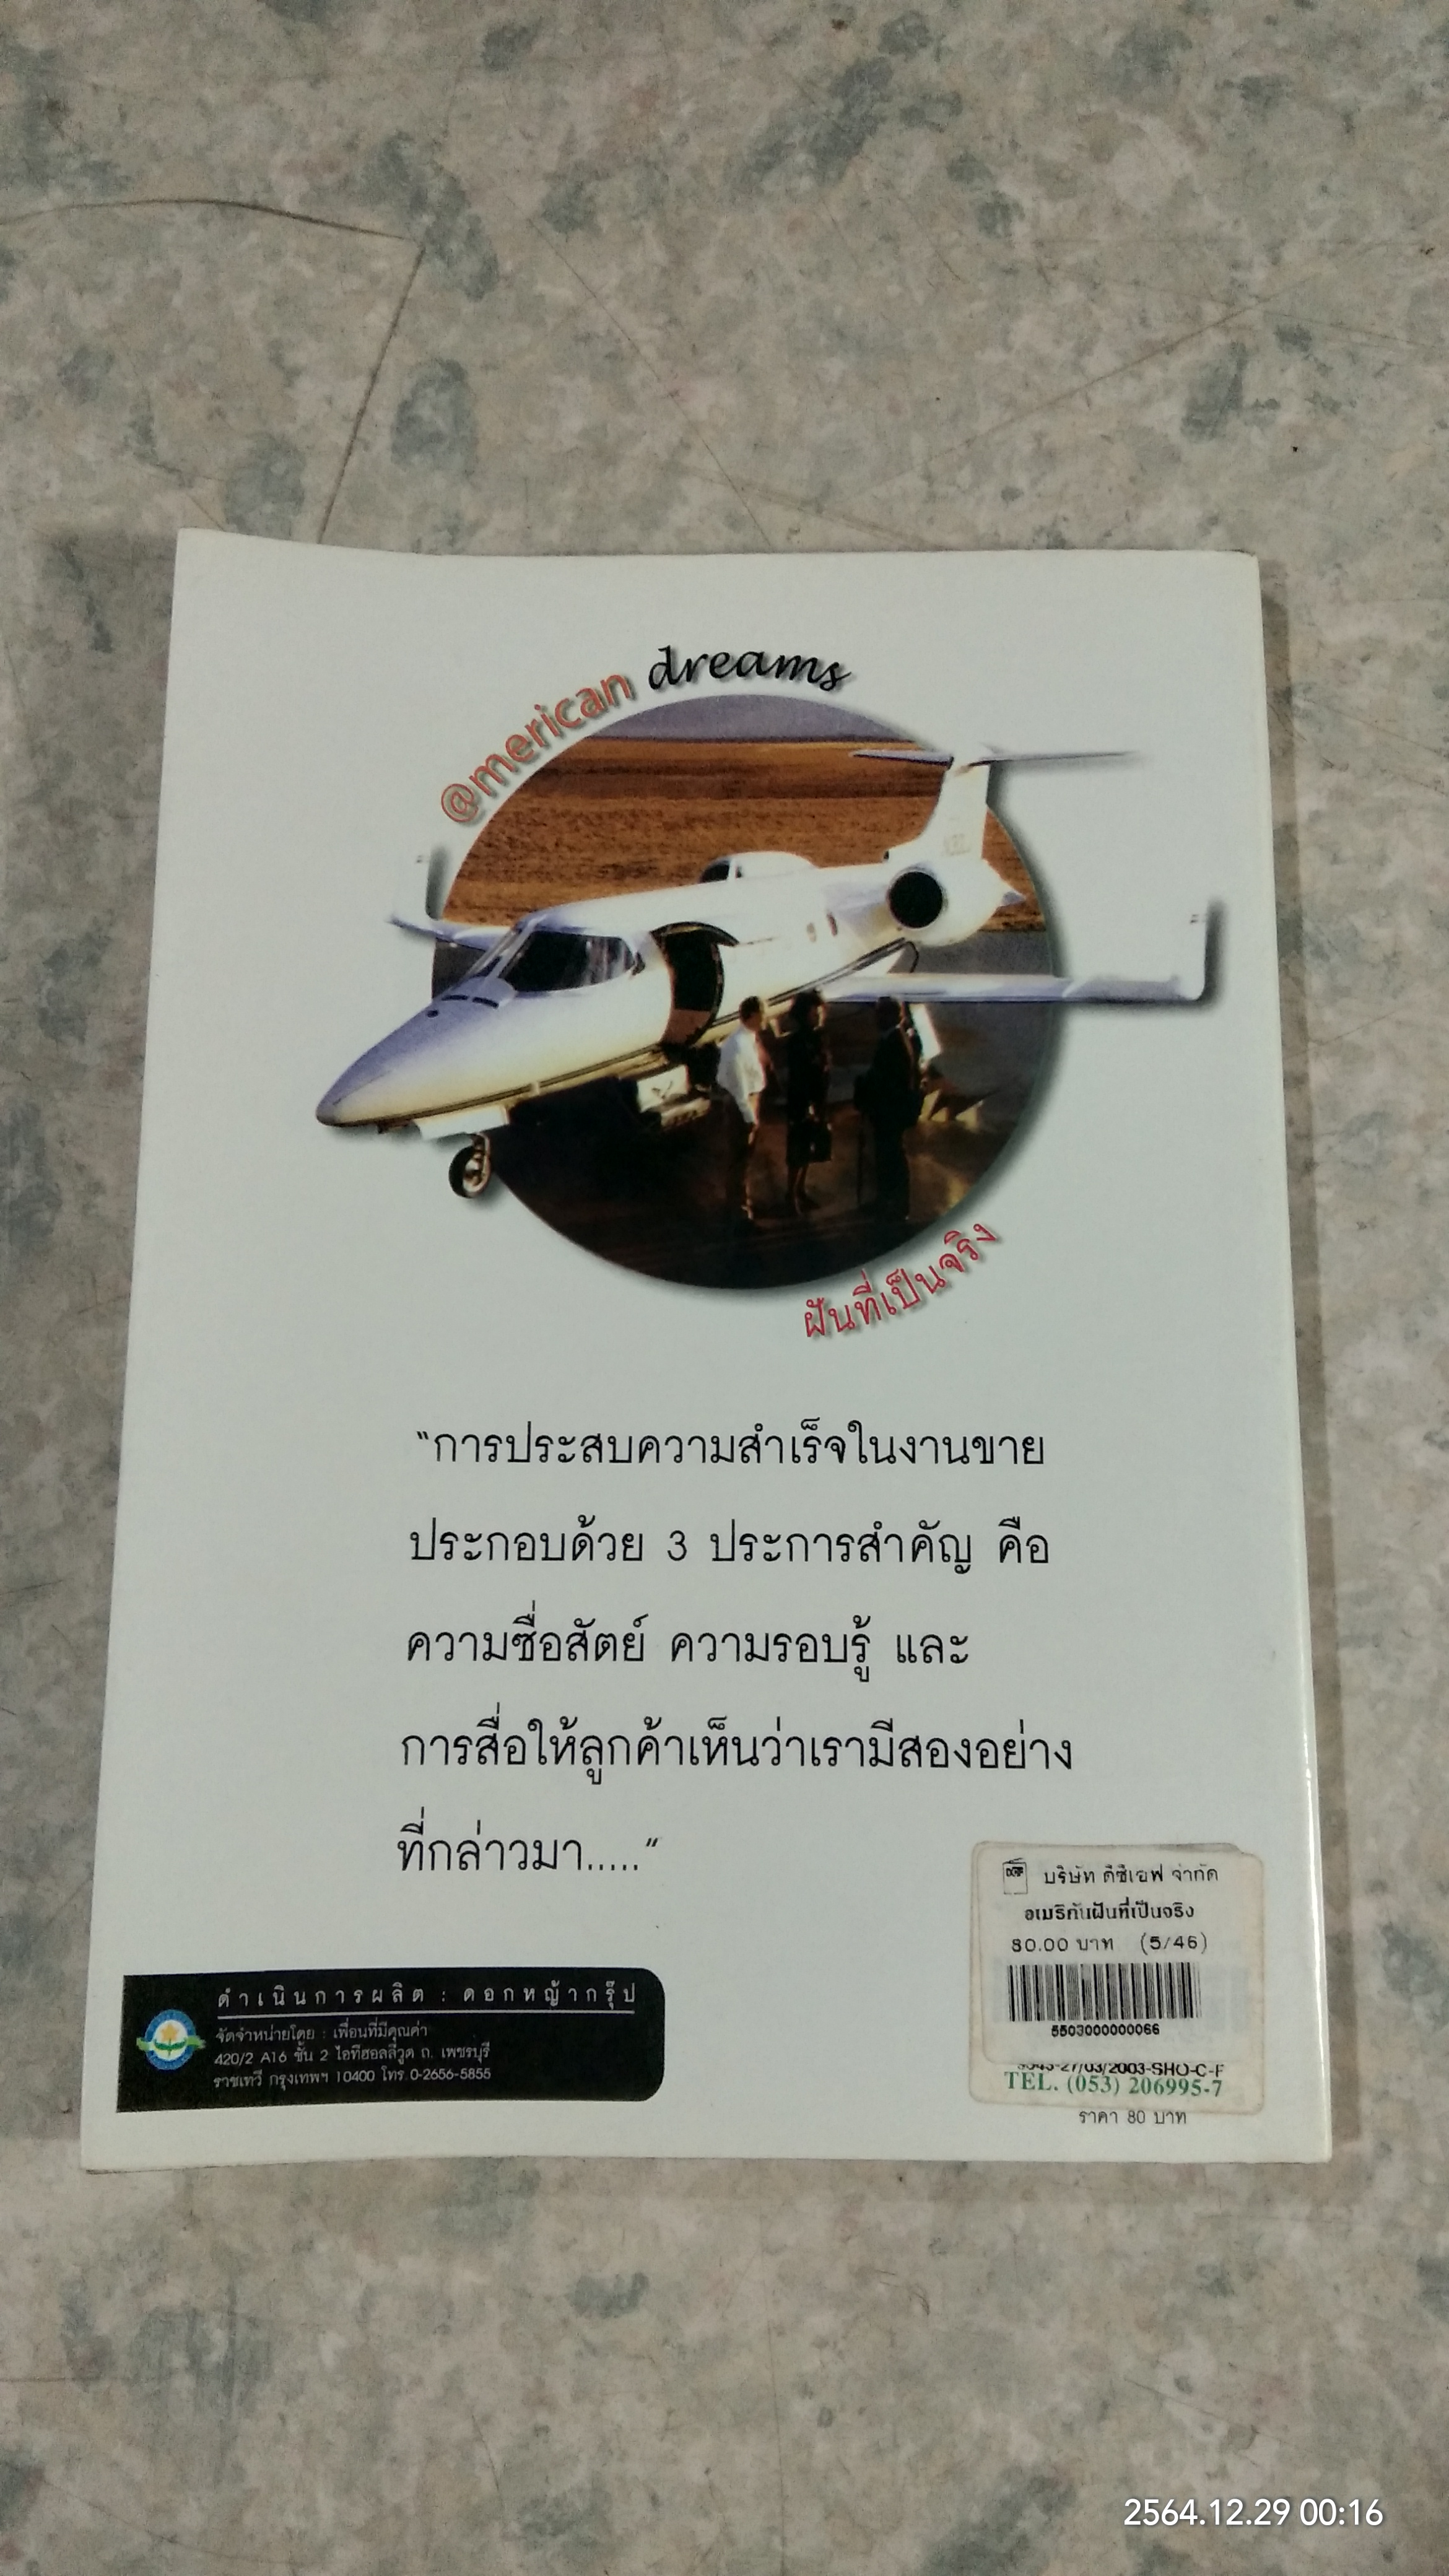 @merican dreams
ฝันที่เป็นจริง
"การประสบความสำเร็จในงานขาย
ประกอบด้วย 3 ประการสำคัญ คือ
ความซื่อสัตย์ ความรอบรู้ และ
การสื่อให้ลูกค้าเห็นว่าเรามีสองอย่าง
ที่กล่าวมา....."
ดำเนินการผลิต : ดอกหญ้ากรุ๊ป
จัดจำหน่ายโดย : เพื่อนที่มีคุณค่า
420/2 A16 ชั้น 2 ไอทีฮอลลีวูด ถ. เพชรบุรี
ราชเทวี กรุงเทพฯ 10400 โทร.0-2656-5855
บริษัท ดีซีเอฟ จำกัด
อเมริกันฝันที่เป็นจริง
80.00 บาท (5/46)
5503000000066
/03/2003-SHO-C-F
TEL. (053) 206995-7
ราคา 80 บาท
2564.12.29 00:16